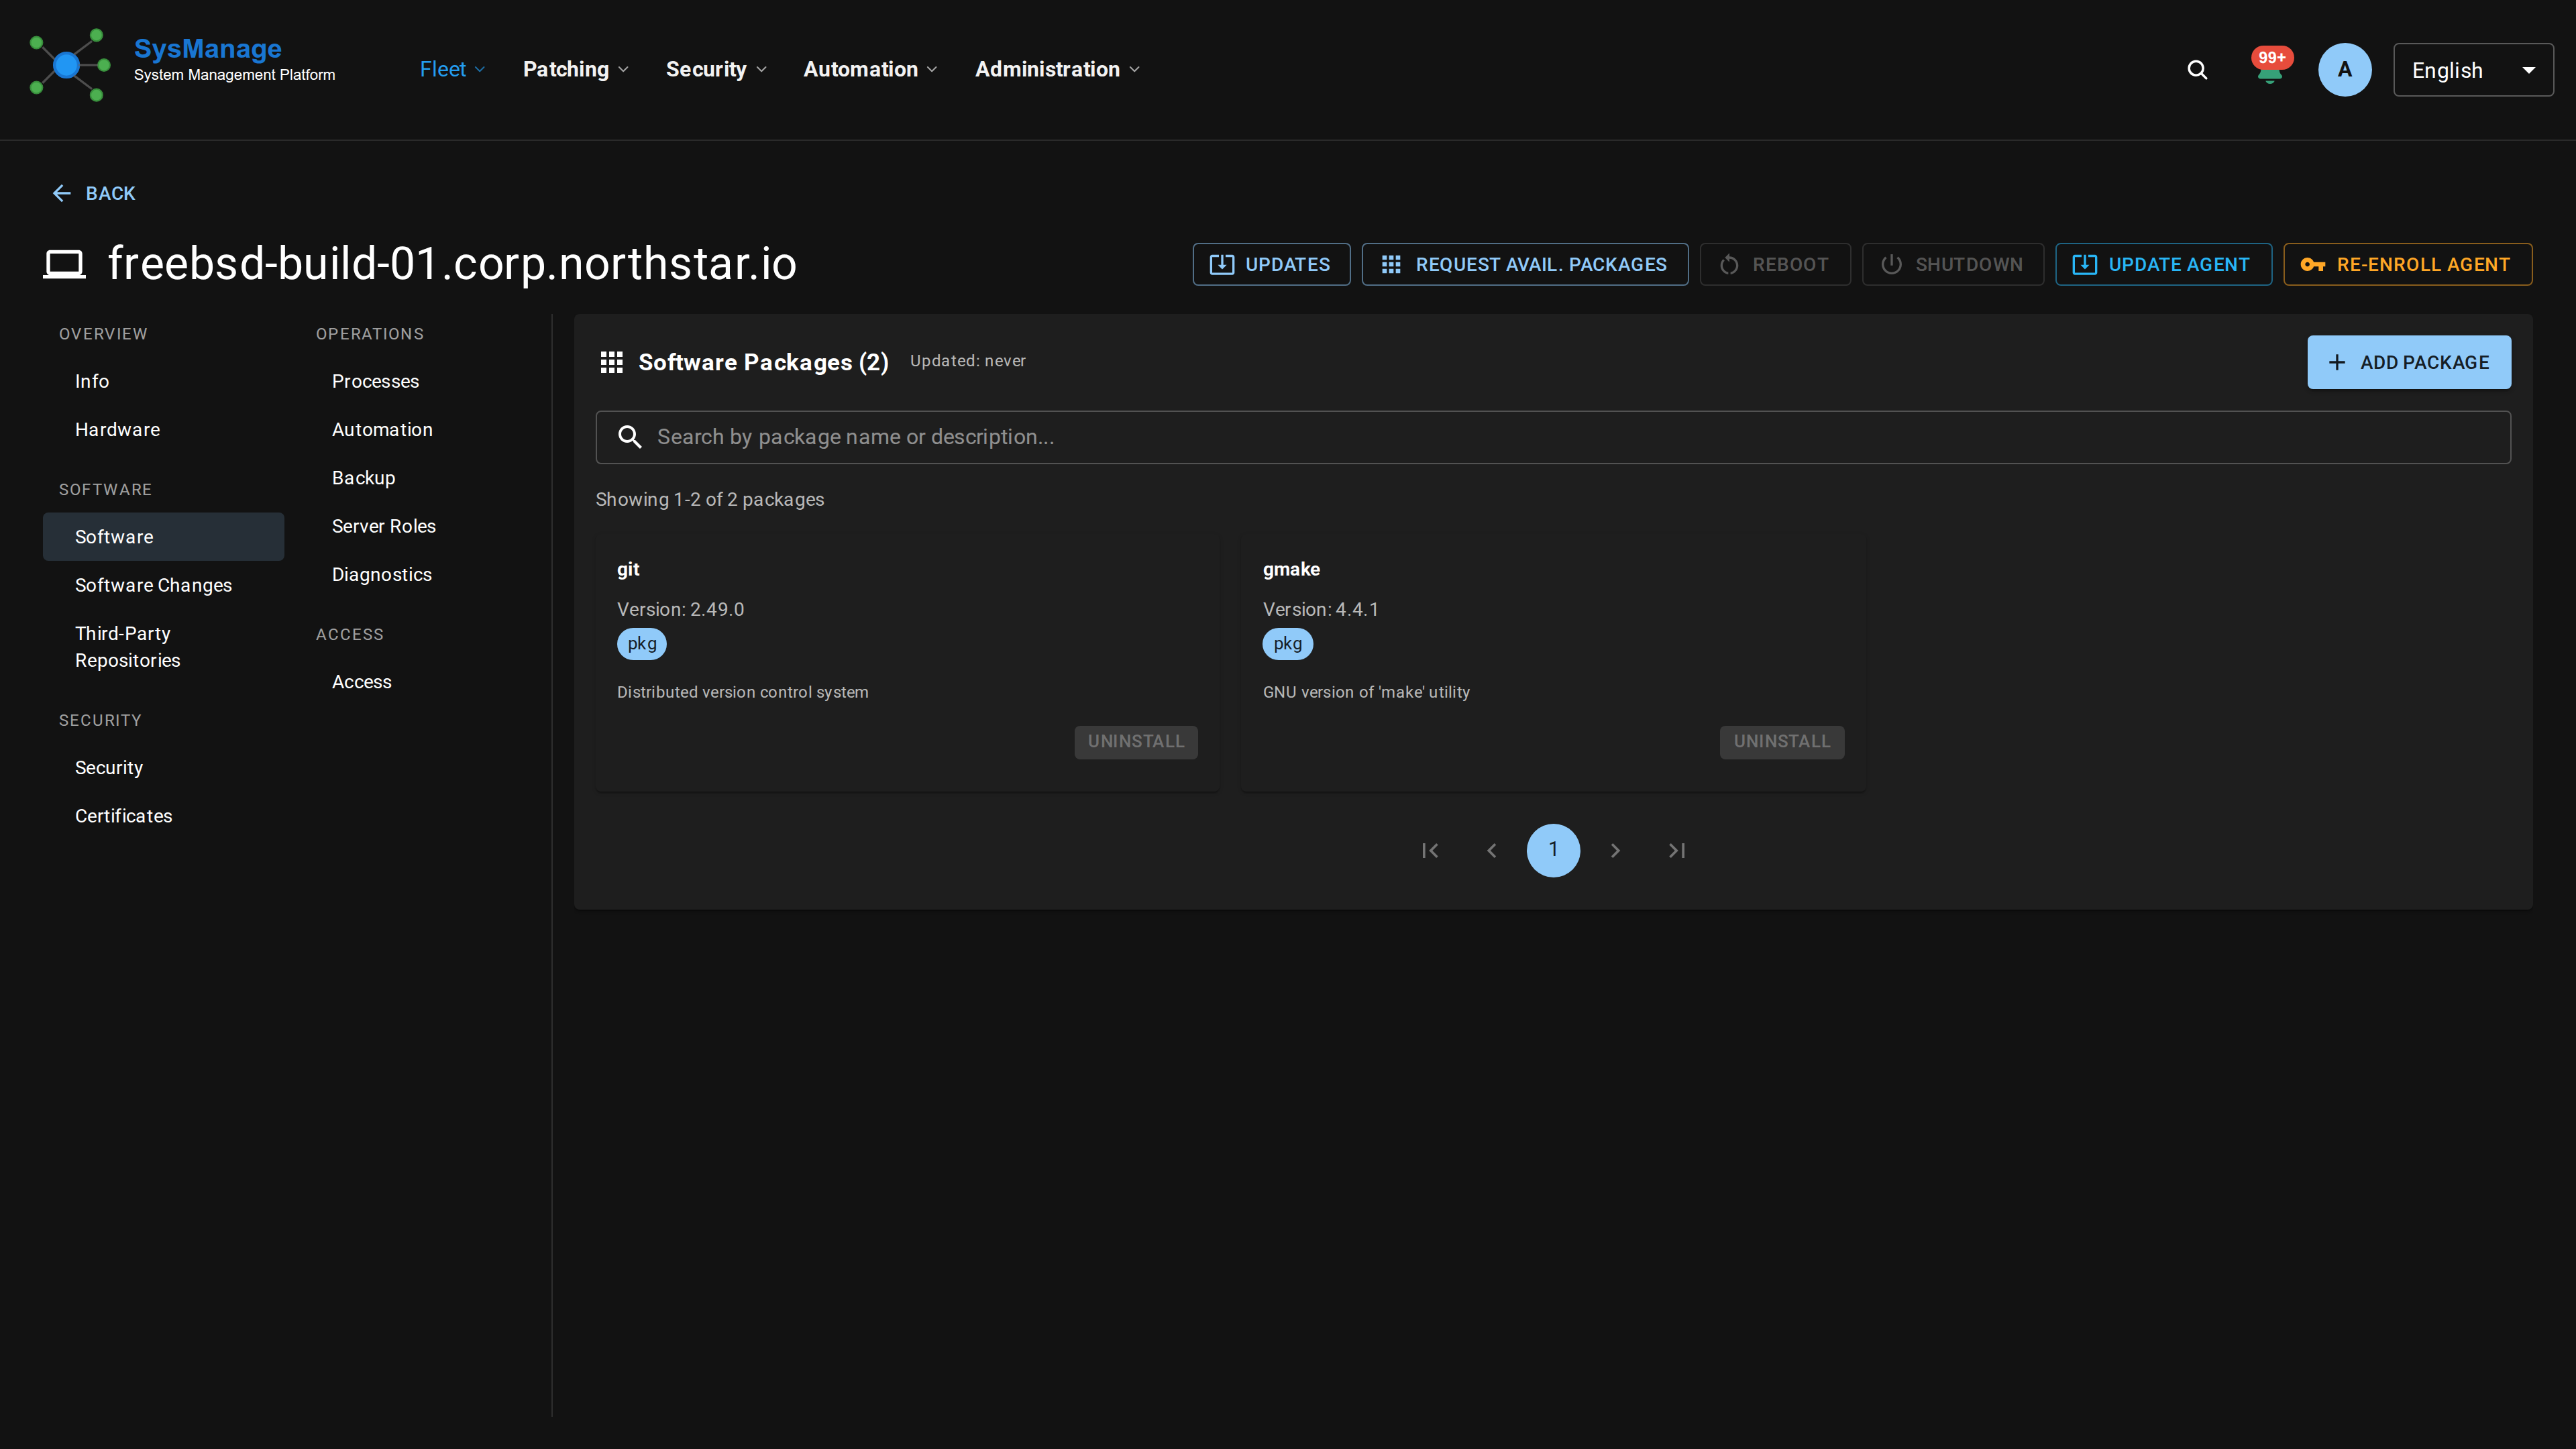 SysManage
System Management Platform
Fleet
Patching
Security
Automation
Administration
99+
A
English
BACK
freebsd-build-01.corp.northstar.io
UPDATES
REQUEST AVAIL. PACKAGES
REBOOT
SHUTDOWN
UPDATE AGENT
RE-ENROLL AGENT
OVERVIEW
Info
Hardware
SOFTWARE
Software
Software Changes
Third-Party
Repositories
SECURITY
Security
Certificates
OPERATIONS
Processes
Automation
Backup
Server Roles
Diagnostics
ACCESS
Access
Software Packages (2)
Updated: never
ADD PACKAGE
Search by package name or description...
Showing 1-2 of 2 packages
git
Version: 2.49.0
pkg
Distributed version control system
UNINSTALL
gmake
Version: 4.4.1
pkg
GNU version of 'make' utility
UNINSTALL
1